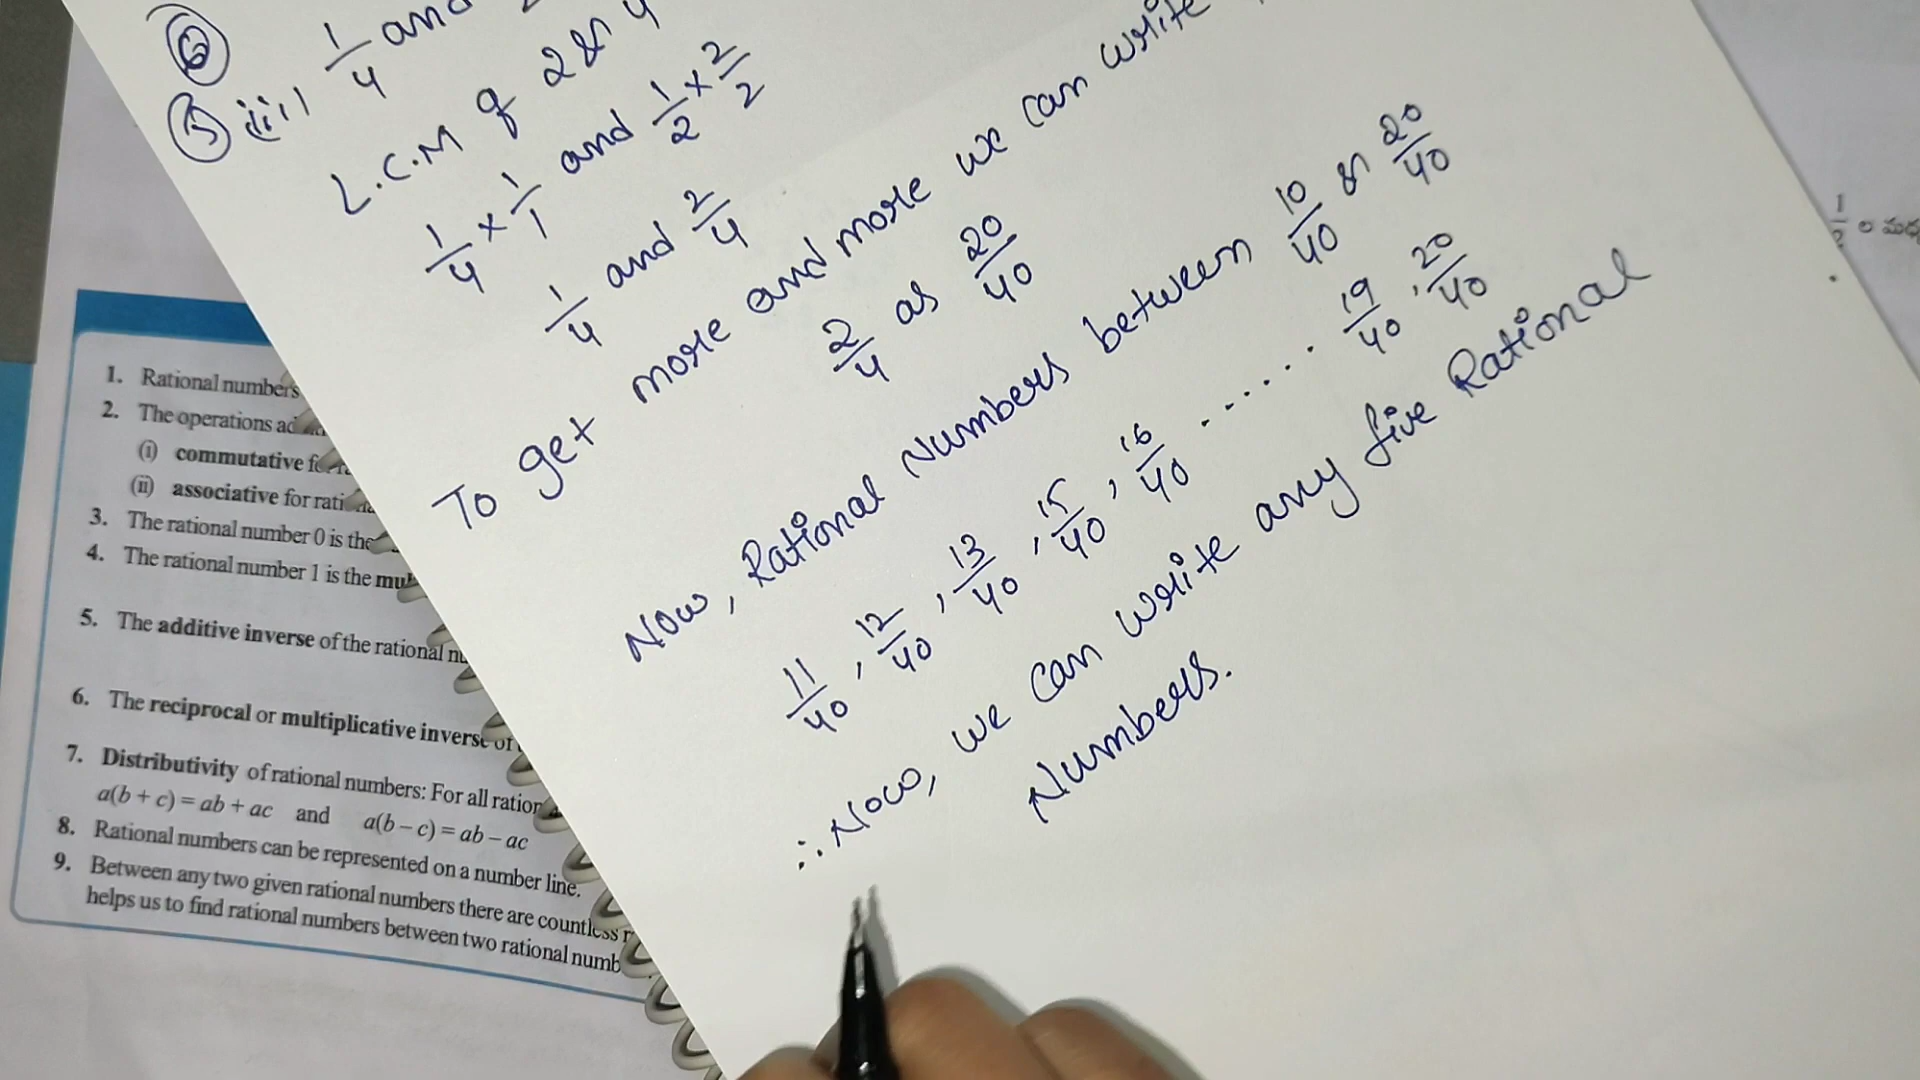 6
5 iii) 1/4 and
L.C.M of 2 & 4
1/4 × 1/1 and 1/2 × 2/2
1/4 and 2/4
To get more and more we can write
2/4 as 20/40
Now, Rational Numbers between 10/40 & 20/40
11/40, 12/40, 13/40, 15/40, 16/40 ...... 19/40, 20/40
∴ Now, we can write any five Rational
Numbers.
1. Rational numbers
2. The operations ad
(i) commutative for
(ii) associative for rati
3. The rational number 0 is the
4. The rational number 1 is the mul
5. The additive inverse of the rational nu
6. The reciprocal or multiplicative inverse of
7. Distributivity of rational numbers: For all ration
a(b + c) = ab + ac and a(b – c) = ab – ac
8. Rational numbers can be represented on a number line.
9. Between any two given rational numbers there are countless r
helps us to find rational numbers between two rational numb
1/2 ల మధ్య